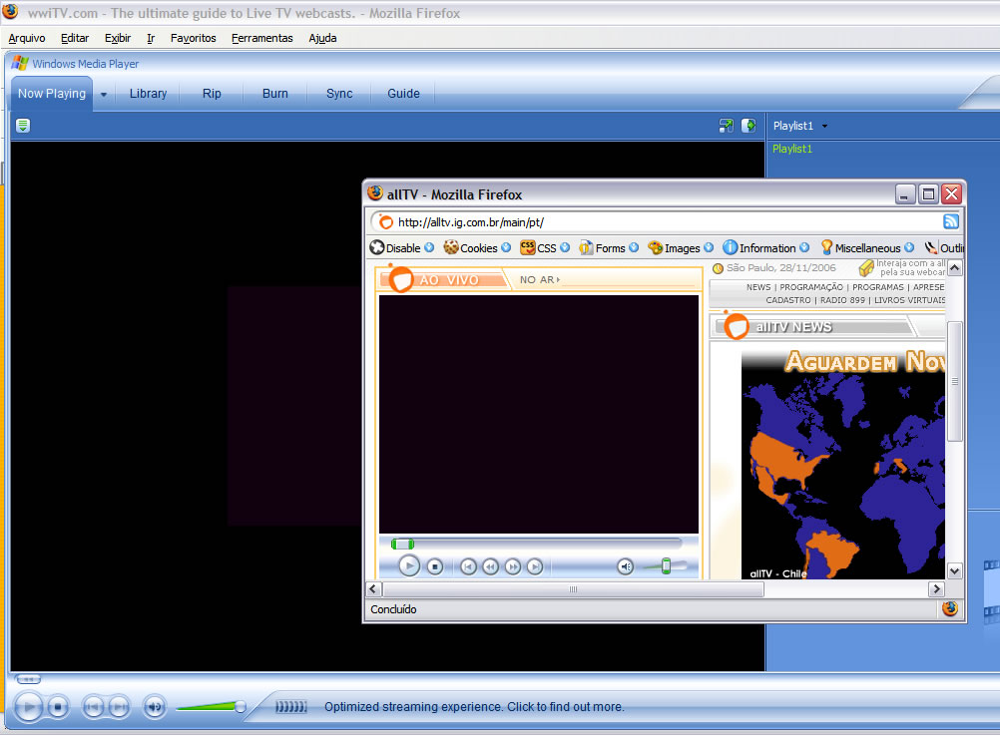 wwiTV.com - The ultimate guide to Live TV webcasts. - Mozilla Firefox
Arquivo Editar Exibir Ir Favoritos Ferramentas Ajuda
Windows Media Player
Now Playing Library Rip Burn Sync Guide
Playlist1
Playlist1
allTV - Mozilla Firefox
http://alltv.ig.com.br/main/pt/
Disable Cookies CSS CSS Forms Images Information Miscellaneous Outli
AO VIVO NO AR
São Paulo, 28/11/2006
Interaja com a all
pela sua webcam
NEWS | PROGRAMAÇÃO | PROGRAMAS | APRESE
CADASTRO | RADIO 899 | LIVROS VIRTUAIS
allTV NEWS
AGUARDEM NOV
allTV - Chile
Concluído
Optimized streaming experience. Click to find out more.